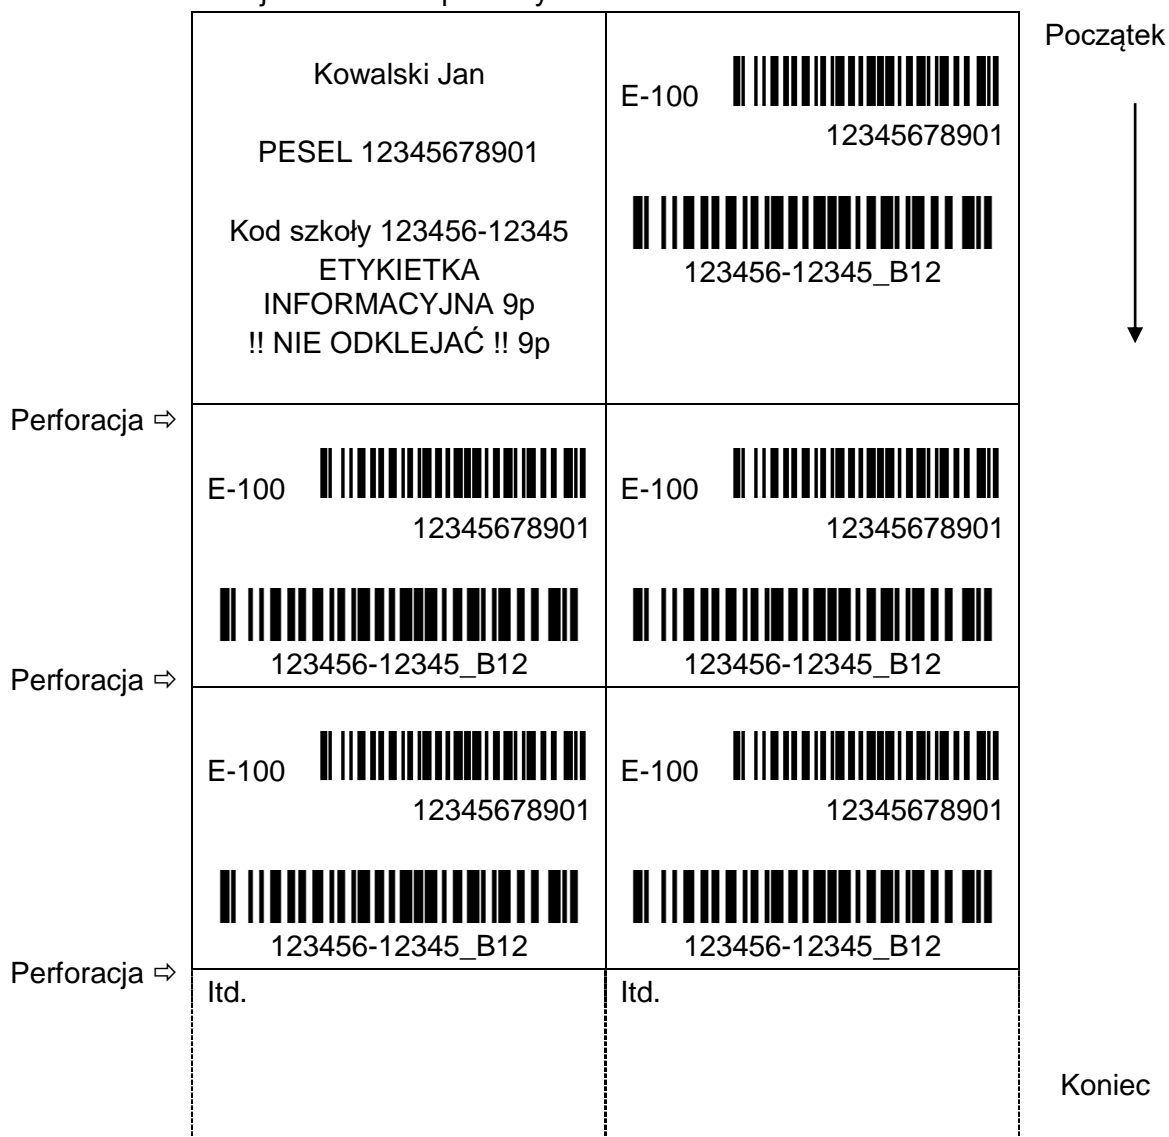 Początek
Kowalski Jan
PESEL 12345678901
Kod szkoły 123456-12345
ETYKIETKA
INFORMACYJNA 9p
!! NIE ODKLEJAĆ !! 9p
E-100
12345678901
123456-12345_B12
Perforacja ⇨
E-100
12345678901
123456-12345_B12
E-100
12345678901
123456-12345_B12
Perforacja ⇨
E-100
12345678901
123456-12345_B12
E-100
12345678901
123456-12345_B12
Perforacja ⇨
Itd.
Itd.
Koniec